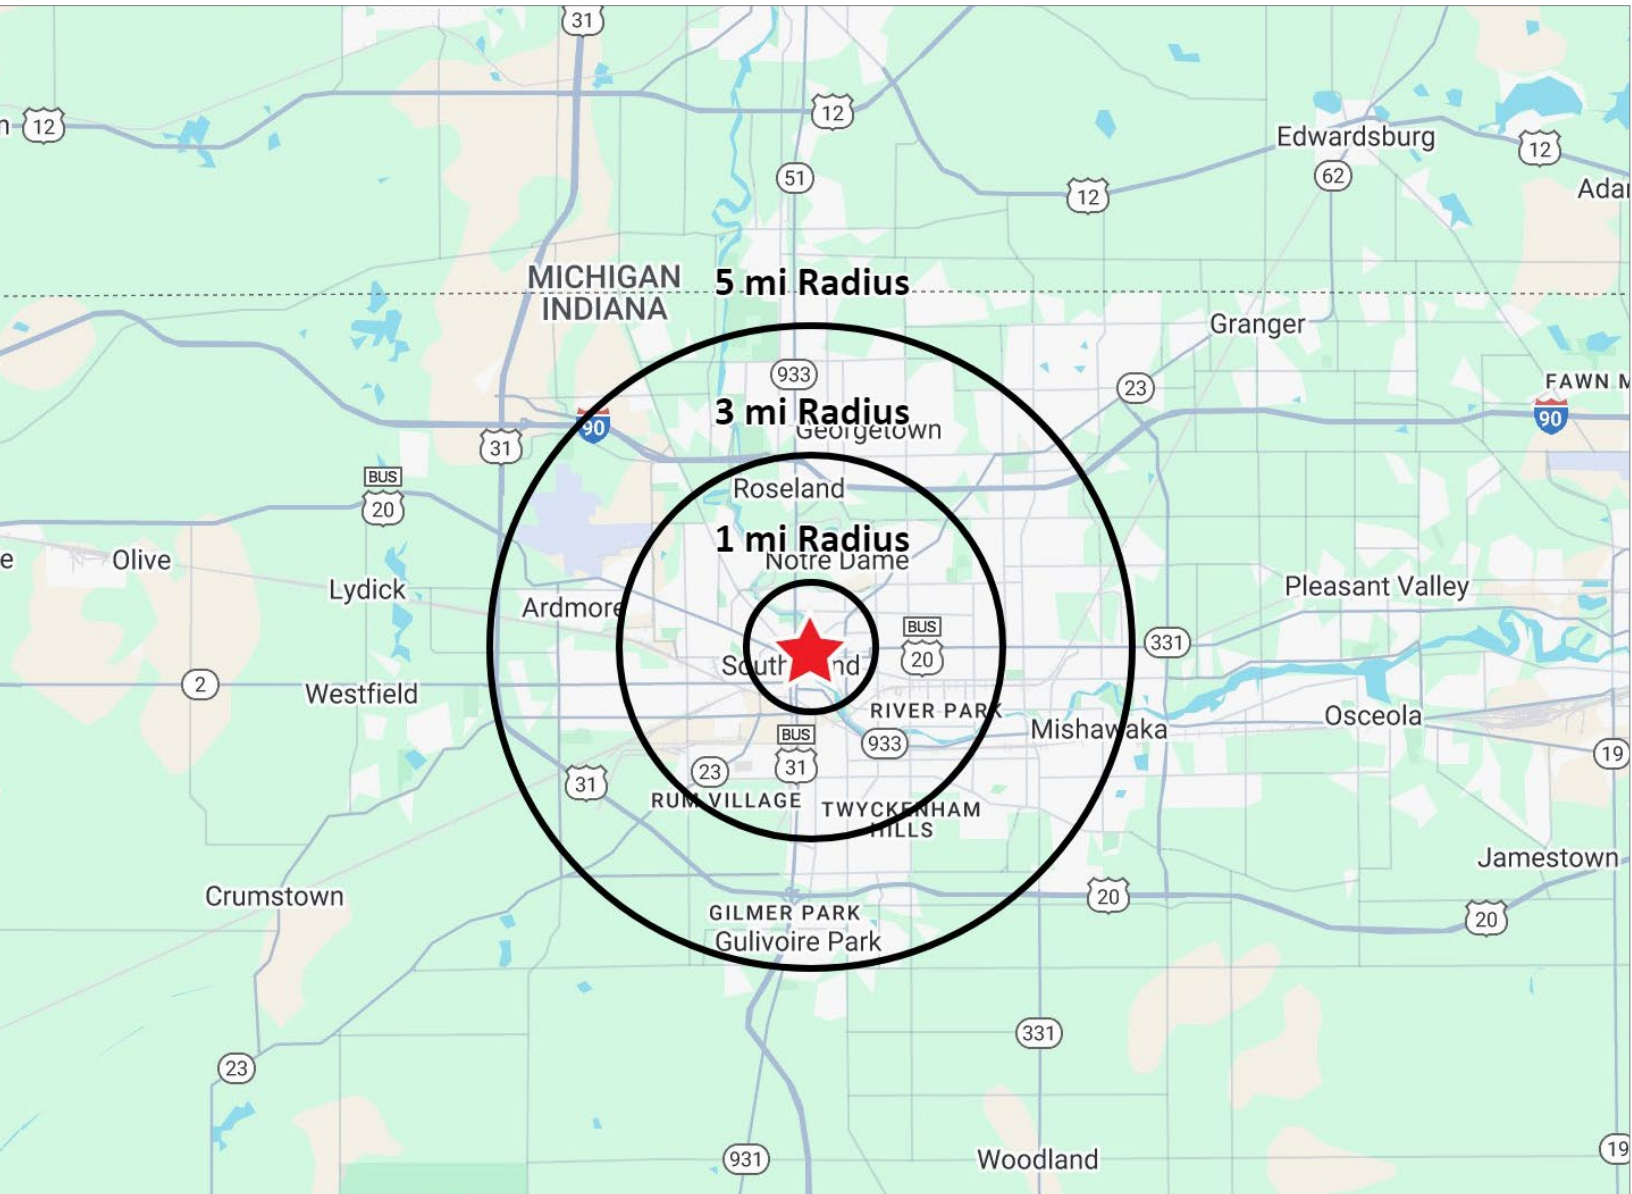 31
12
12
51
Edwardsburg
12
62
12
Adar
MICHIGAN
INDIANA
5 mi Radius
Granger
933
23
FAWN M
3 mi Radius
Georgetown
90
90
31
BUS
20
Roseland
1 mi Radius
Notre Dame
e
Olive
Lydick
Ardmore
Pleasant Valley
BUS
20
331
South nd
2
Westfield
RIVER PARK
Osceola
Mishawaka
933
BUS
31
19
23
31
RUM VILLAGE
TWYCKENHAM
HILLS
Jamestown
Crumstown
20
GILMER PARK
20
Gulivoire Park
331
23
931
Woodland
19